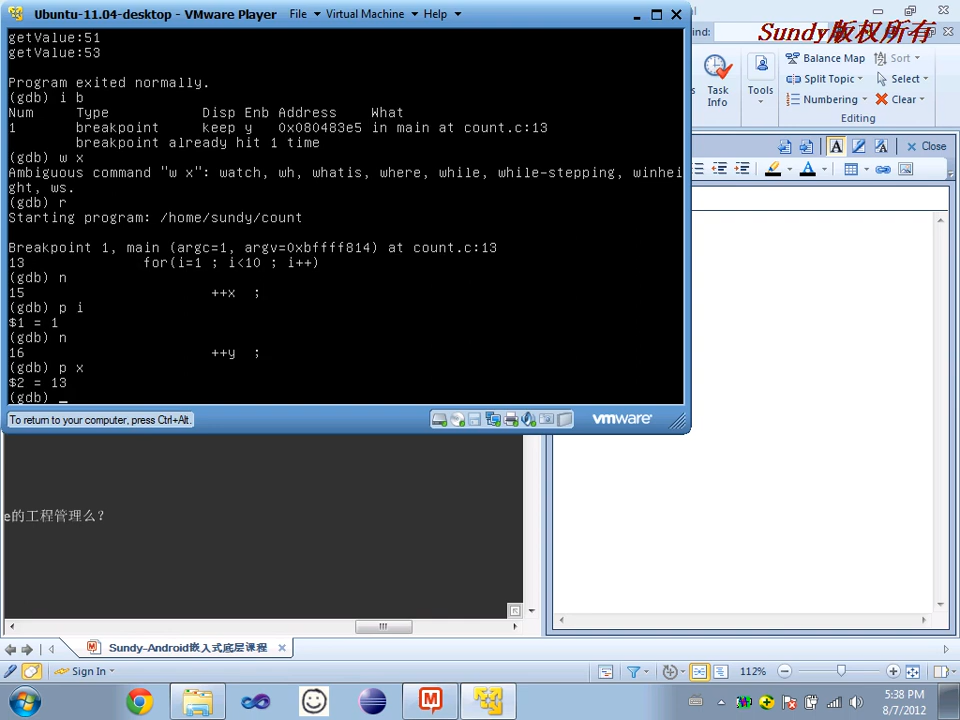 Ubuntu-11.04-desktop - VMware Player File Virtual Machine Help
Sundy版权所有
getValue:51
getValue:53
Program exited normally.
(gdb) i b
Num Type Disp Enb Address What
1 breakpoint keep y 0x080483e5 in main at count.c:13
breakpoint already hit 1 time
(gdb) w x
Ambiguous command "w x": watch, wh, whatis, where, while, while-stepping, winhei
ght, ws.
(gdb) r
Starting program: /home/sundy/count
Breakpoint 1, main (argc=1, argv=0xbffff814) at count.c:13
13 for(i=1 ; i<10 ; i++)
(gdb) n
15 ++x ;
(gdb) p i
$1 = 1
(gdb) n
16 ++y ;
(gdb) p x
$2 = 13
(gdb) _
To return to your computer, press Ctrl+Alt.
vmware
ind:
Task
Info
Tools
Balance Map
Split Topic
Numbering
Sort
Select
Clear
Editing
Close
e的工程管理么?
Sundy-Android嵌入式底层课程
Sign In
112%
5:38 PM
8/7/2012